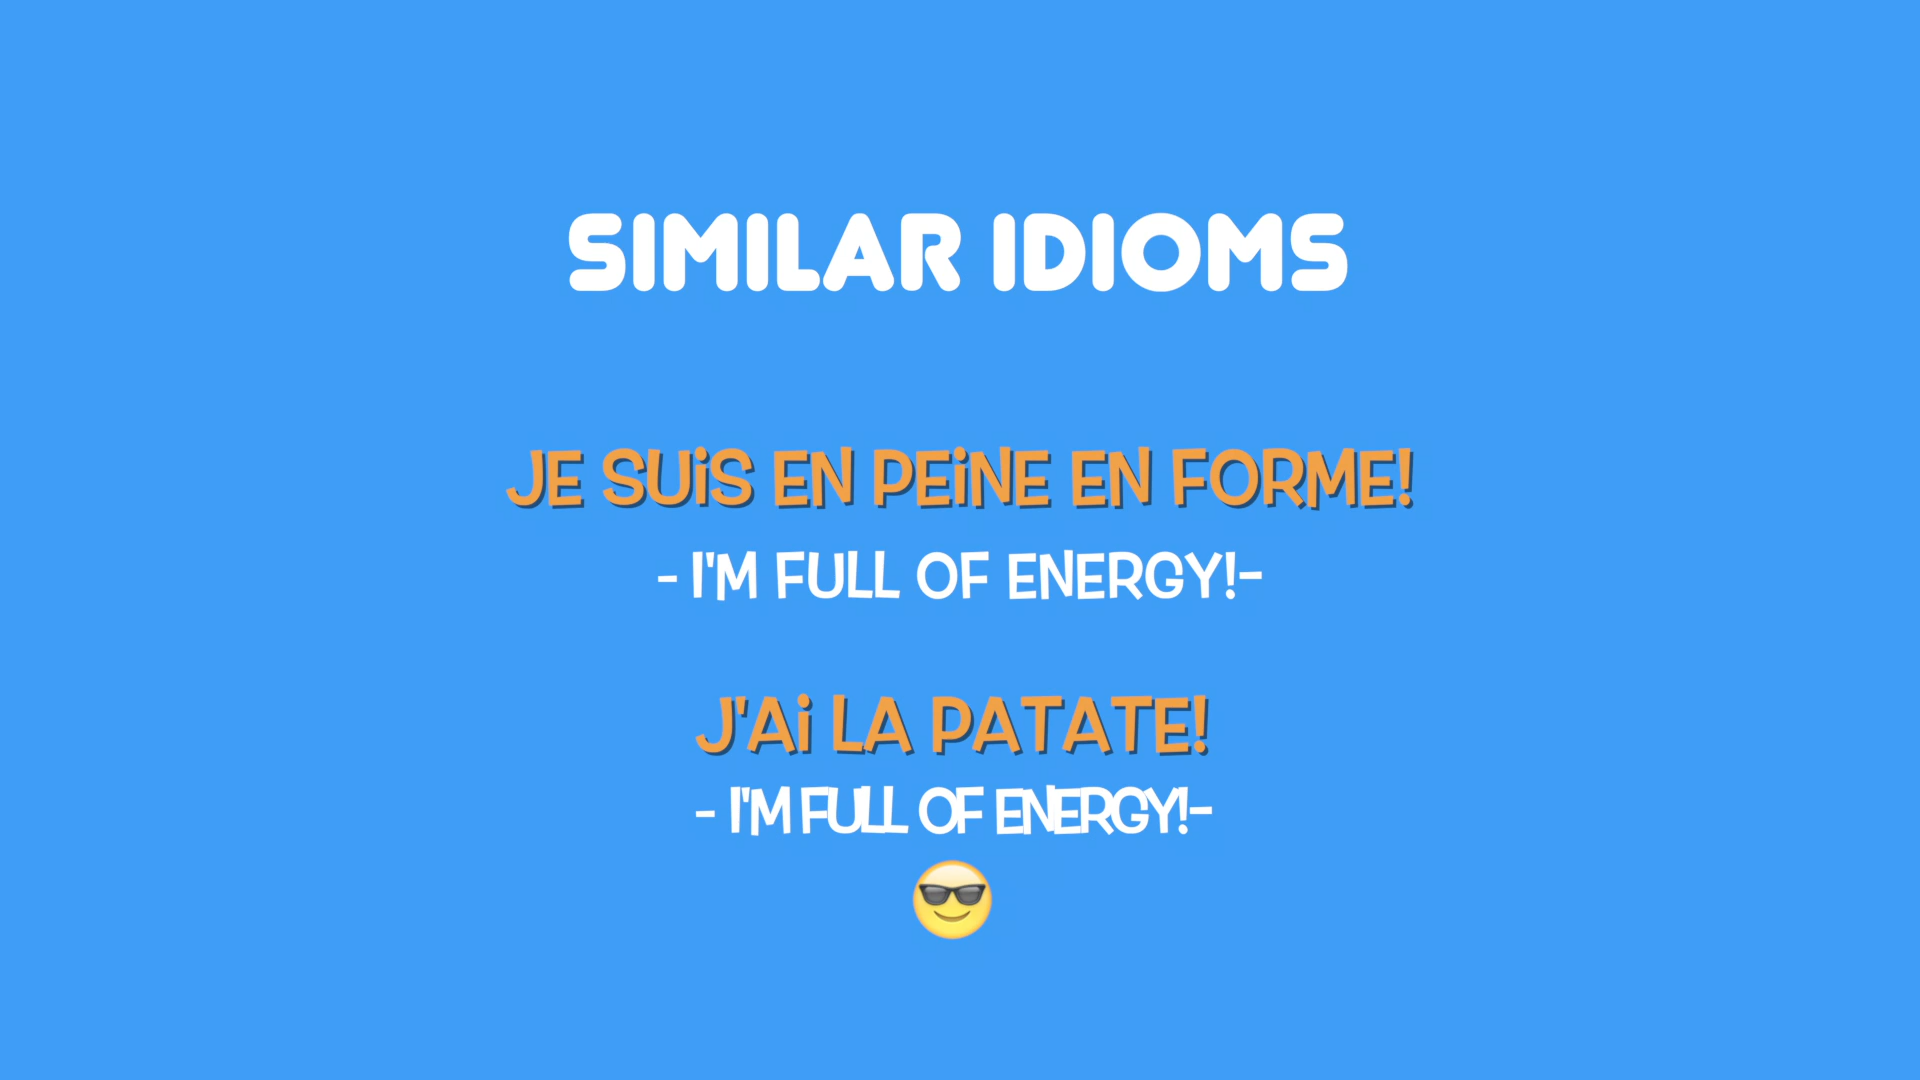 SIMILAR IDIOMS
JE SUiS EN PEiNE EN FORME!
- I'M FULL OF ENERGY!-
J'Ai LA PATATE!
- I'M FULL OF ENERGY!-